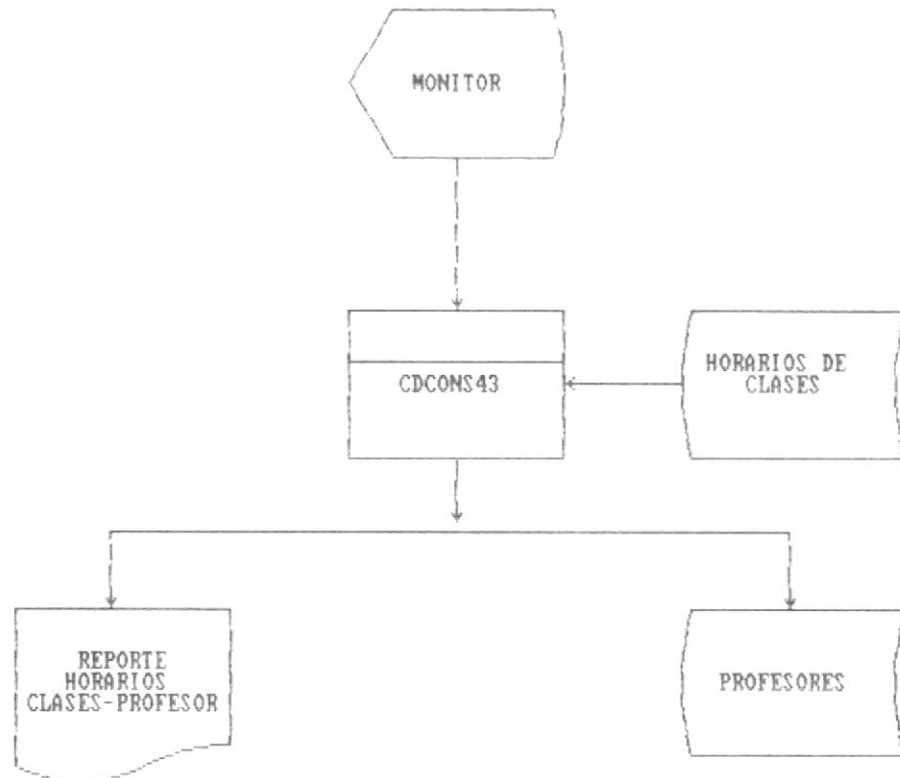 MONITOR
CDCONS43
HORARIOS DE
CLASES
REPORTE
HORARIOS
CLASES-PROFESOR
PROFESORES